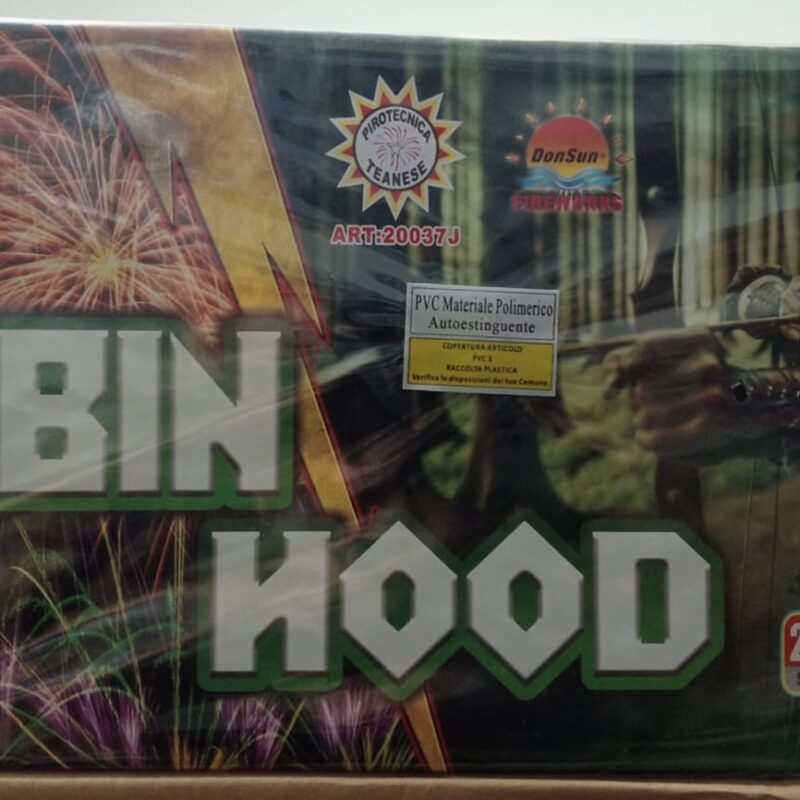 PIROTECNICA
TEANESE
DonSun®
FIREWORKS
ART:20037J
PVC Materiale Polimerico
Autoestinguente
COPERTURA ARTICOLO
PVC 3
RACCOLTA PLASTICA
Verifica le disposizioni del tuo Comune
BIN
HOOD